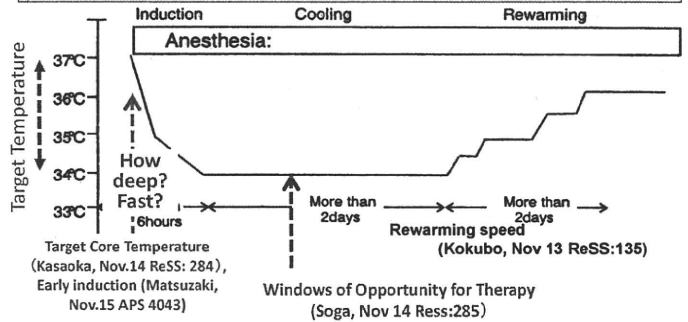 Induction Cooling Rewarming
Anesthesia:
Target Temperature
37℃
36℃
35℃
34℃
33℃
How
deep?
Fast?
6hours
More than
2days
More than
2days
Rewarming speed
(Kokubo, Nov 13 ReSS:135)
Target Core Temperature
(Kasaoka, Nov.14 ReSS: 284),
Early induction (Matsuzaki,
Nov.15 APS 4043)
Windows of Opportunity for Therapy
(Soga, Nov 14 Ress:285)